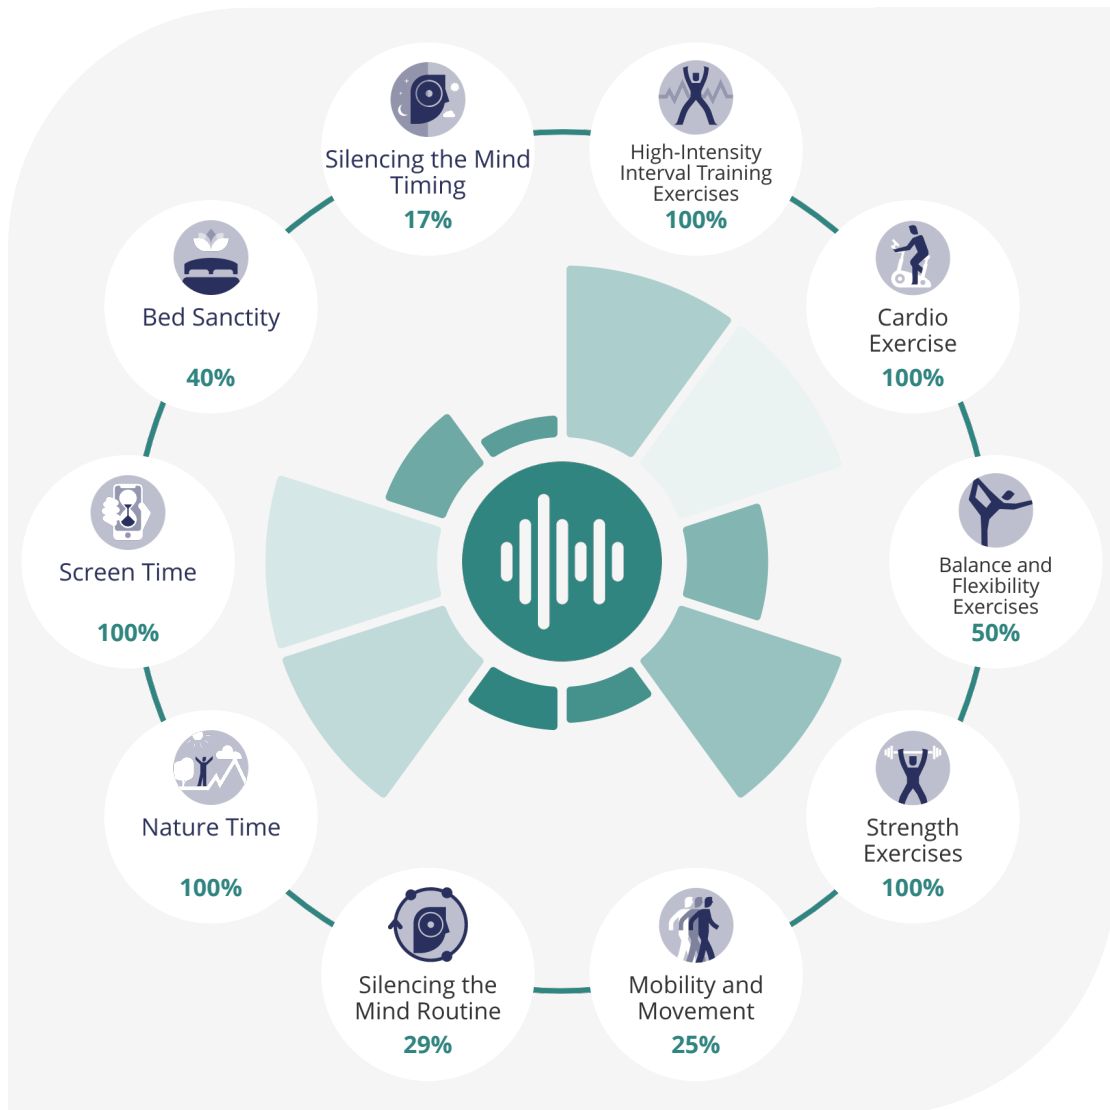 Silencing the Mind
Timing
17%
High-Intensity
Interval Training
Exercises
100%
Cardio
Exercise
100%
Balance and
Flexibility
Exercises
50%
Strength
Exercises
100%
Mobility and
Movement
25%
Silencing the
Mind Routine
29%
Nature Time
100%
Screen Time
100%
Bed Sanctity
40%